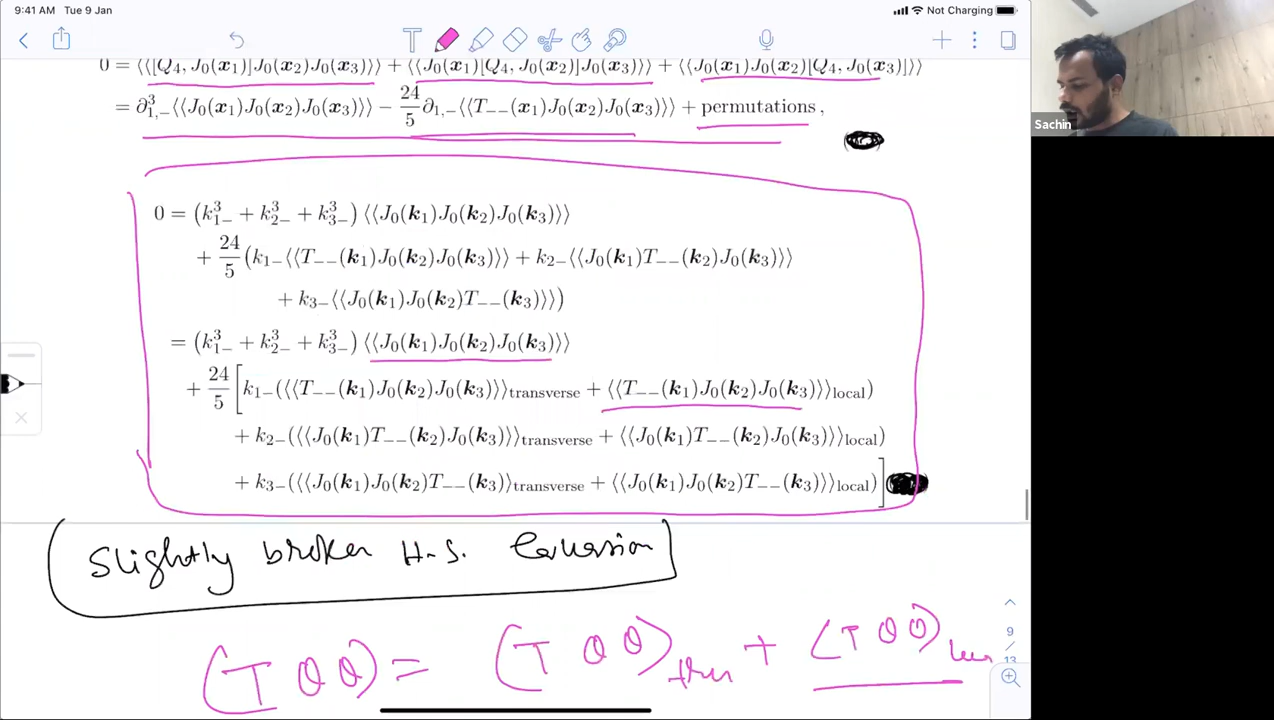 9:41 AM Tue 9 Jan
Not Charging
0 = ⟨⟨[Q₄, J₀(x₁)]J₀(x₂)J₀(x₃)⟩⟩ + ⟨⟨J₀(x₁)[Q₄, J₀(x₂)]J₀(x₃)⟩⟩ + ⟨⟨J₀(x₁)J₀(x₂)[Q₄, J₀(x₃)]⟩⟩
= ∂³₁,₋⟨⟨J₀(x₁)J₀(x₂)J₀(x₃)⟩⟩ − 24/5 ∂₁,₋⟨⟨T₋₋(x₁)J₀(x₂)J₀(x₃)⟩⟩ + permutations ,
Sachin
0 = (k³₁₋ + k³₂₋ + k³₃₋) ⟨⟨J₀(k₁)J₀(k₂)J₀(k₃)⟩⟩
+ 24/5 (k₁₋⟨⟨T₋₋(k₁)J₀(k₂)J₀(k₃)⟩⟩ + k₂₋⟨⟨J₀(k₁)T₋₋(k₂)J₀(k₃)⟩⟩
+ k₃₋⟨⟨J₀(k₁)J₀(k₂)T₋₋(k₃)⟩⟩)
= (k³₁₋ + k³₂₋ + k³₃₋) ⟨⟨J₀(k₁)J₀(k₂)J₀(k₃)⟩⟩
+ 24/5 [k₁₋(⟨⟨T₋₋(k₁)J₀(k₂)J₀(k₃)⟩⟩transverse + ⟨⟨T₋₋(k₁)J₀(k₂)J₀(k₃)⟩⟩local)
+ k₂₋(⟨⟨J₀(k₁)T₋₋(k₂)J₀(k₃)⟩⟩transverse + ⟨⟨J₀(k₁)T₋₋(k₂)J₀(k₃)⟩⟩local)
+ k₃₋(⟨⟨J₀(k₁)J₀(k₂)T₋₋(k₃)⟩transverse + ⟨⟨J₀(k₁)J₀(k₂)T₋₋(k₃)⟩⟩local)]
Slightly broken H.S. Equation
⟨T O O⟩ = ⟨T O O⟩ + ⟨T O O⟩
9
/
13